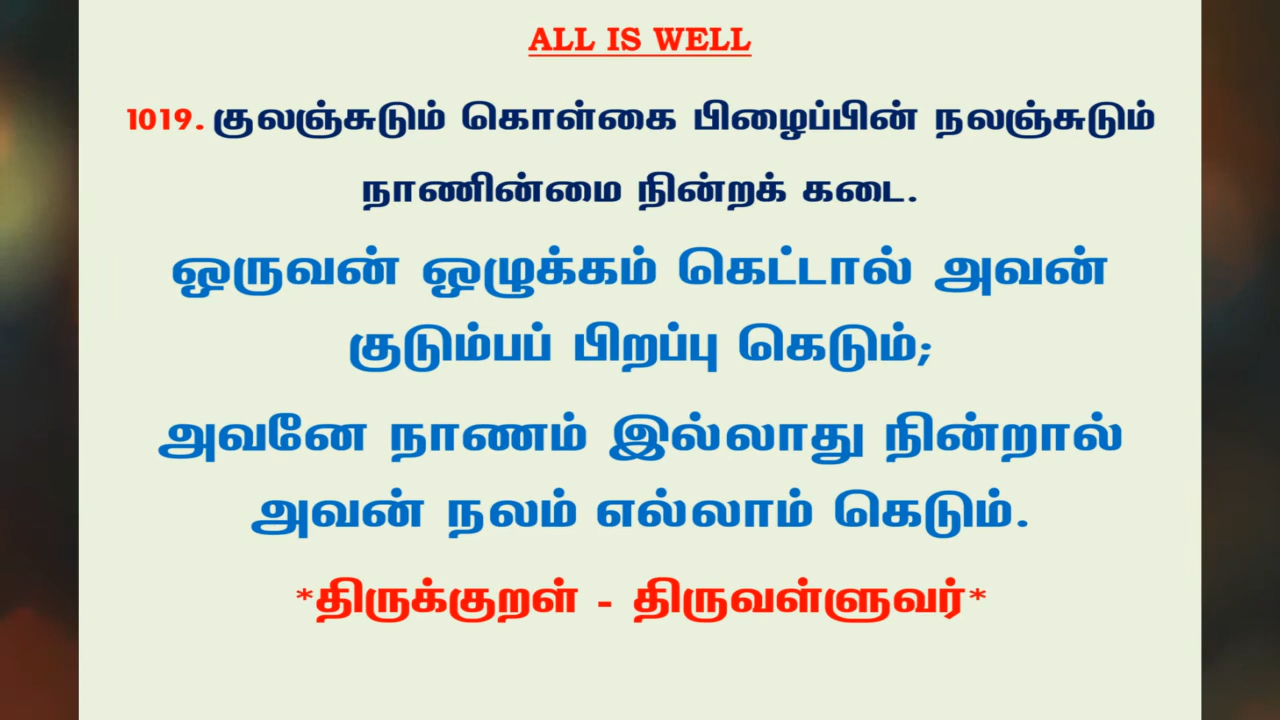 ALL IS WELL
1019. குலஞ்சுடும் கொள்கை பிழைப்பின் நலஞ்சுடும்
நாணின்மை நின்றக் கடை.
ஒருவன் ஒழுக்கம் கெட்டால் அவன்
குடும்பப் பிறப்பு கெடும்;
அவனே நாணம் இல்லாது நின்றால்
அவன் நலம் எல்லாம் கெடும்.
*திருக்குறள் - திருவள்ளுவர்*